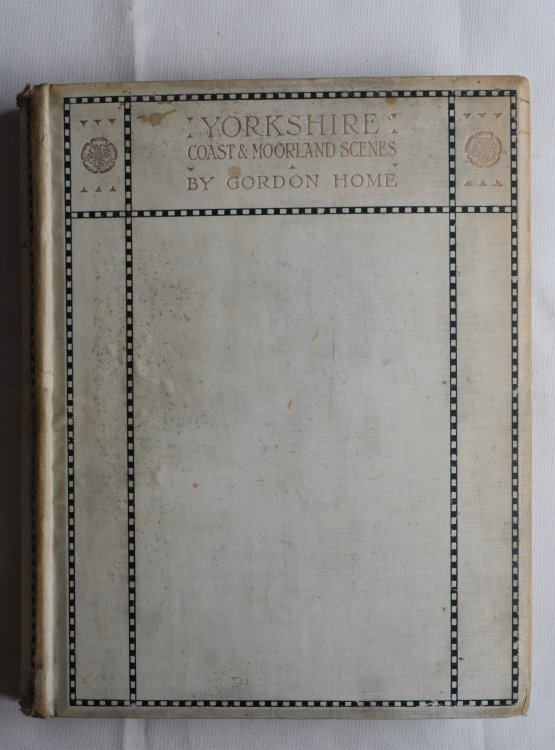 YORKSHIRE
COAST & MOORLAND SCENES
BY GORDON HOME